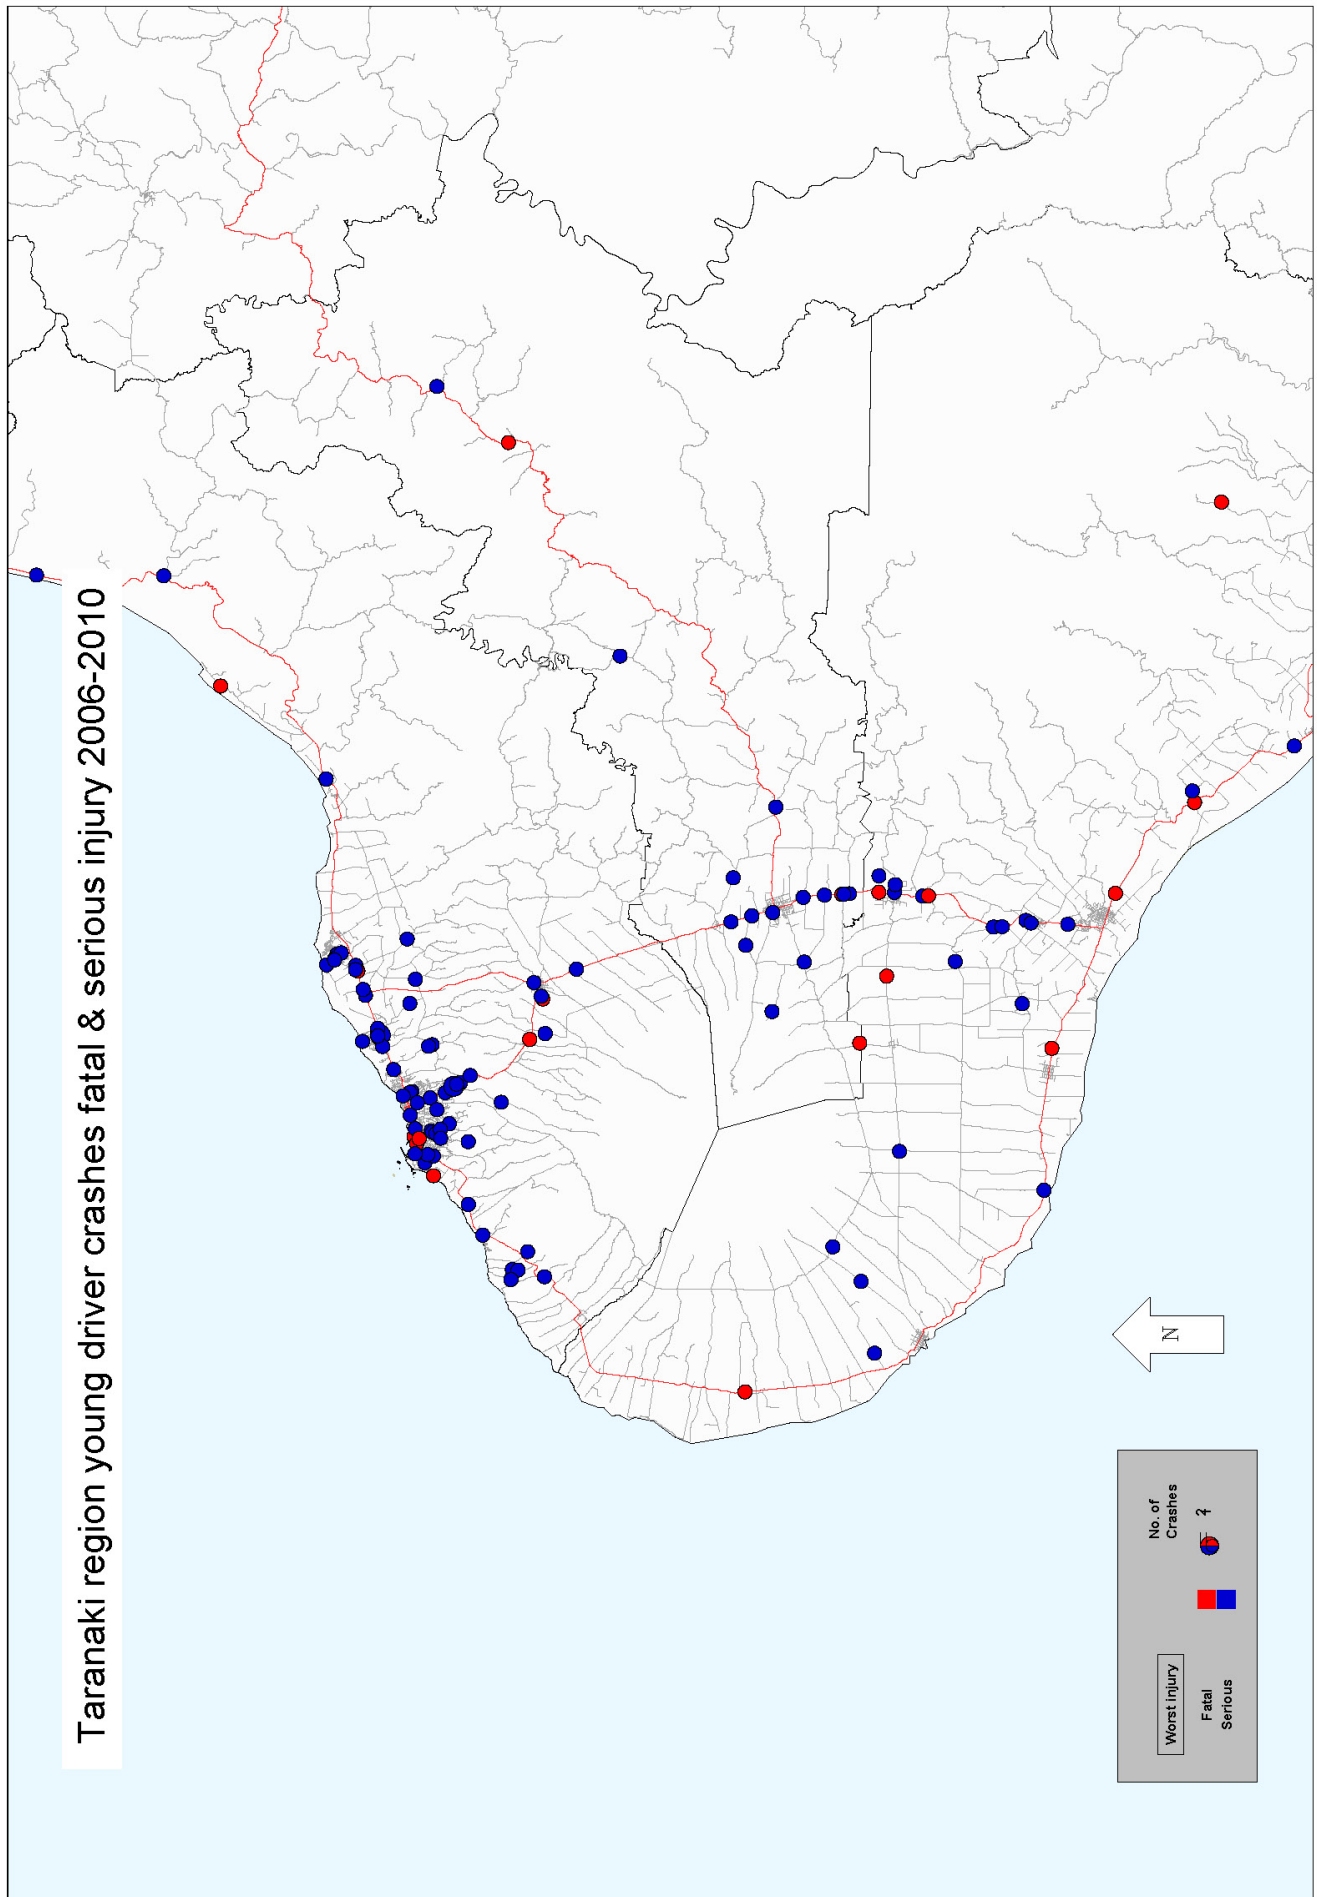 Taranaki region young driver crashes fatal & serious injury 2006-2010
N
Worst injury
Fatal
Serious
No. of
Crashes